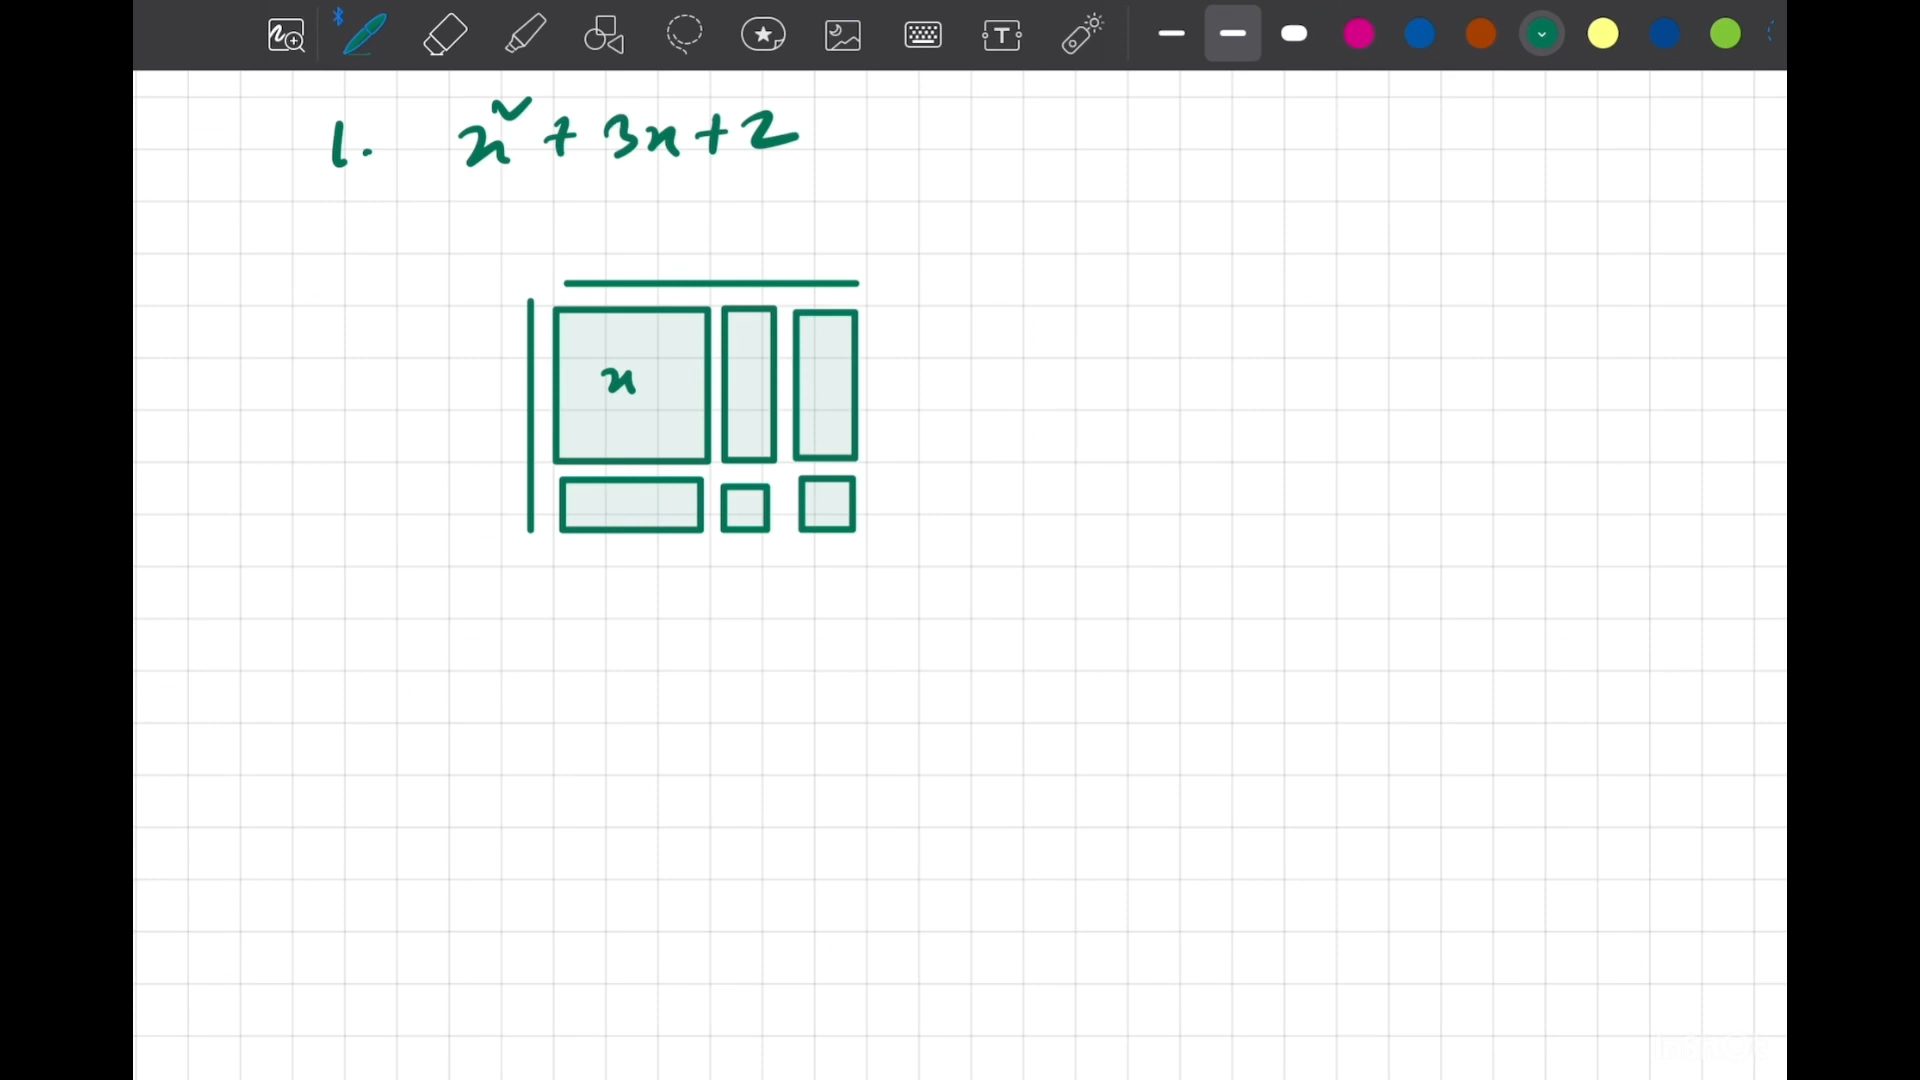 1. x² + 3x + 2
x